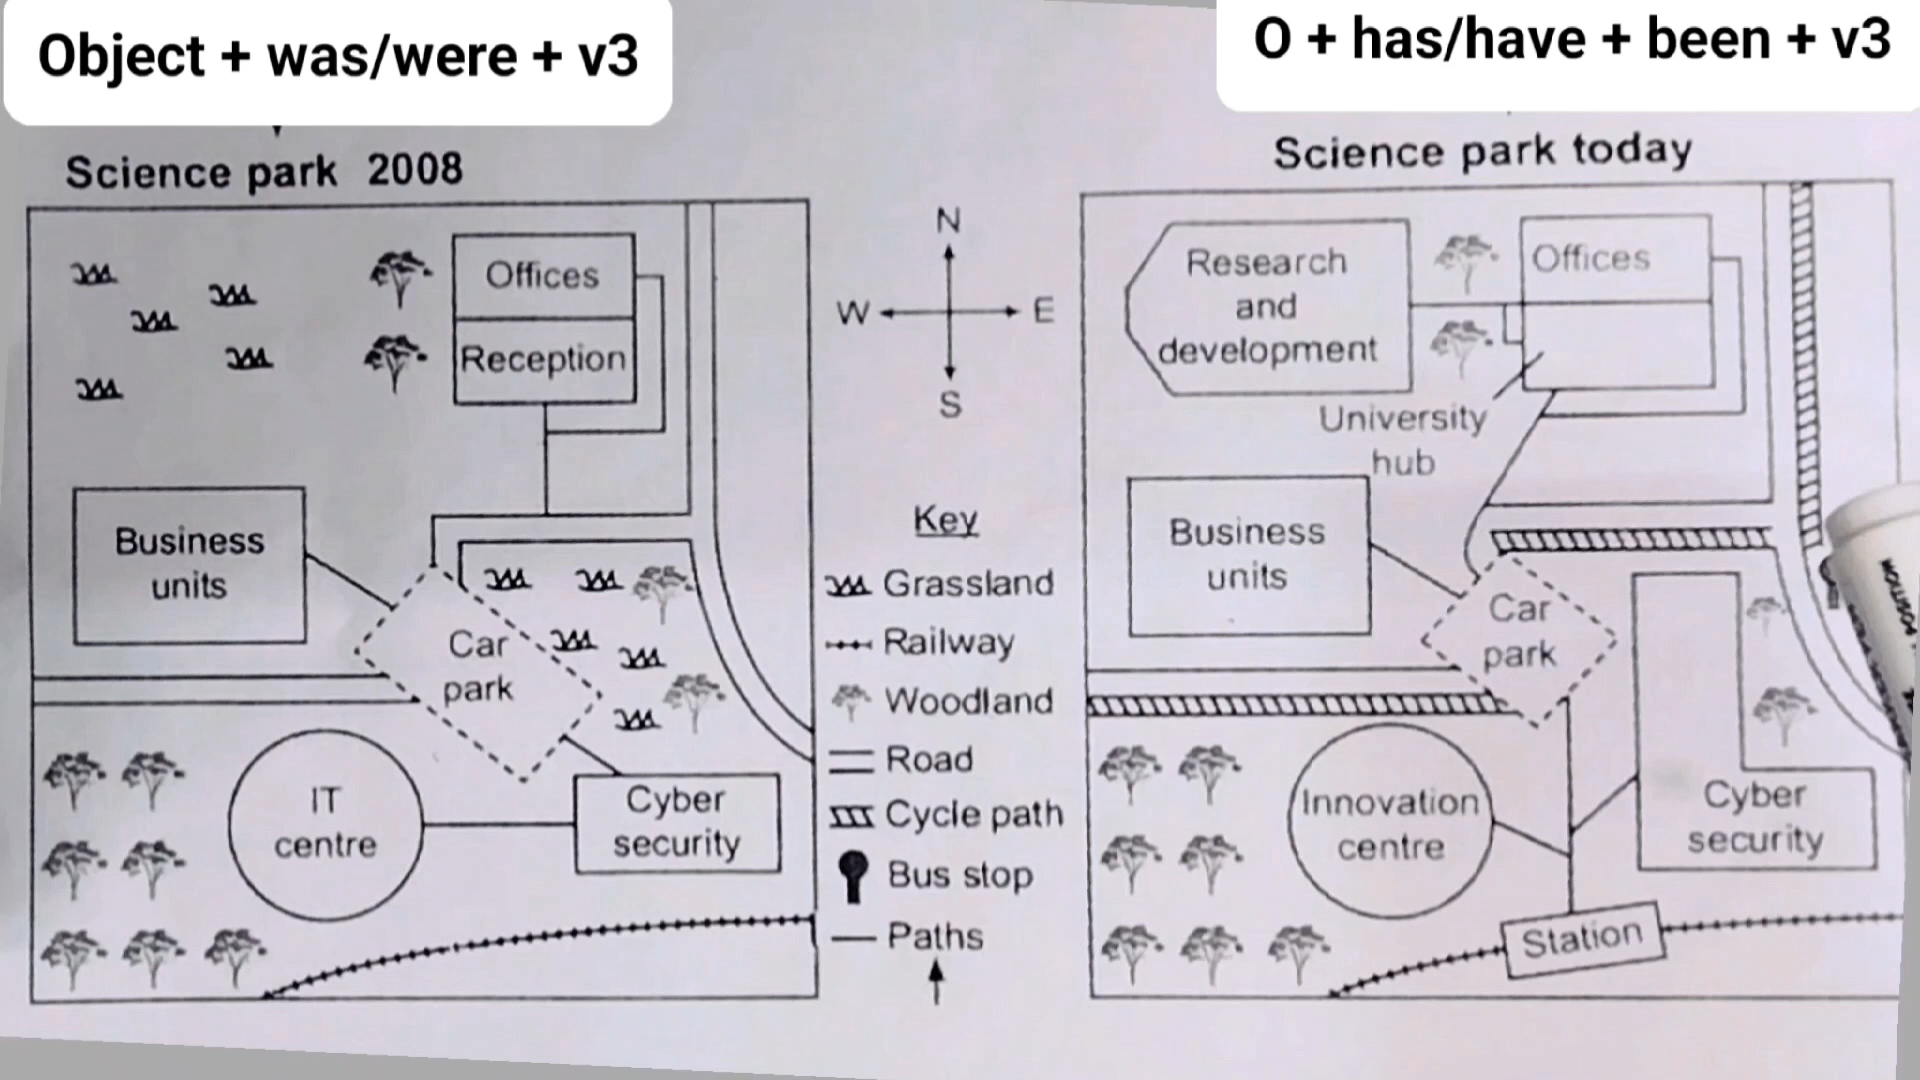 Object + was/were + v3
O + has/have + been + v3
Science park 2008
Offices
Reception
Business
units
Car
park
IT
centre
Cyber
security
N
W
E
S
Key
Grassland
Railway
Woodland
Road
Cycle path
Bus stop
Paths
Science park today
Research
and
development
Offices
University
hub
Business
units
Car
park
Innovation
centre
Cyber
security
Station